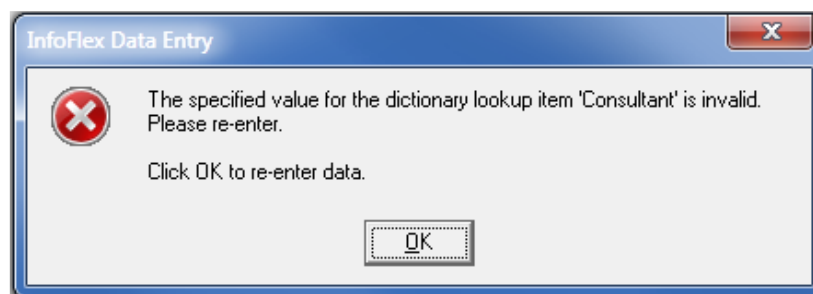 InfoFlex Data Entry
The specified value for the dictionary lookup item 'Consultant' is invalid.
Please re-enter.
Click OK to re-enter data.
OK